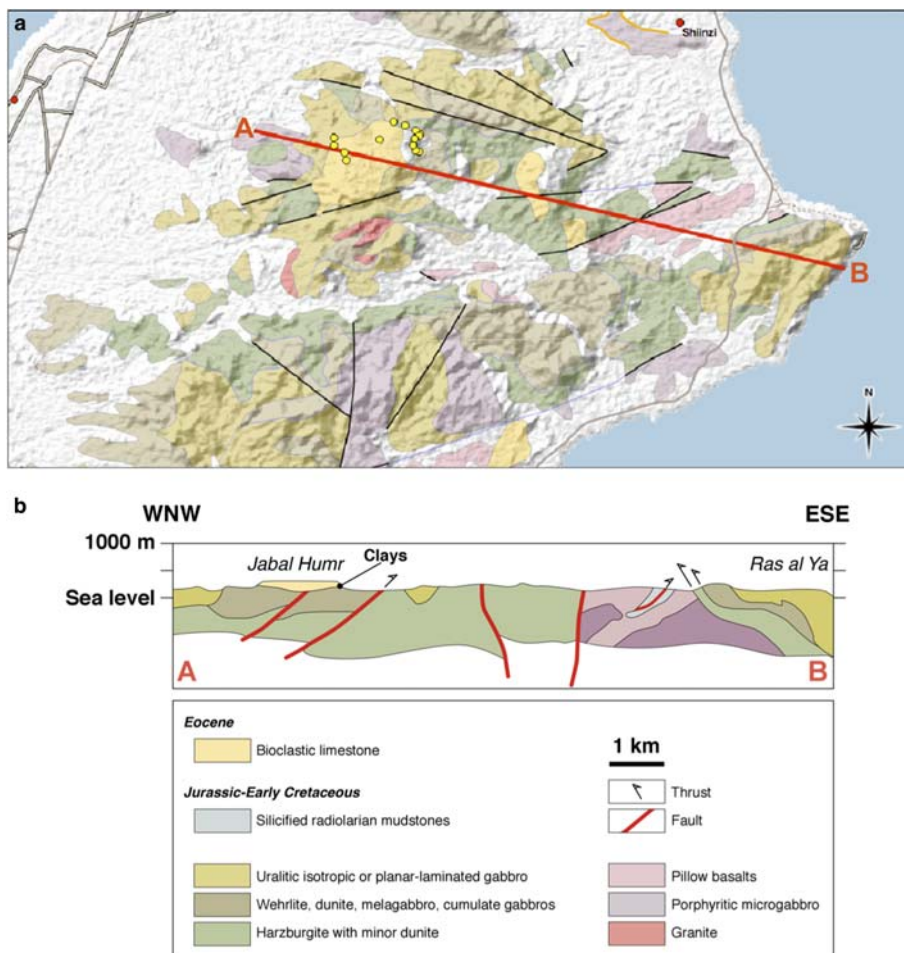 a
Shiinzi
A
B
N
b
WNW
ESE
1000 m
Jabal Humr
Clays
Ras al Ya
Sea level
A
B
Eocene
Bioclastic limestone
1 km
Jurassic-Early Cretaceous
Thrust
Silicified radiolarian mudstones
Fault
Uralitic isotropic or planar-laminated gabbro
Pillow basalts
Wehrlite, dunite, melagabbro, cumulate gabbros
Porphyritic microgabbro
Harzburgite with minor dunite
Granite